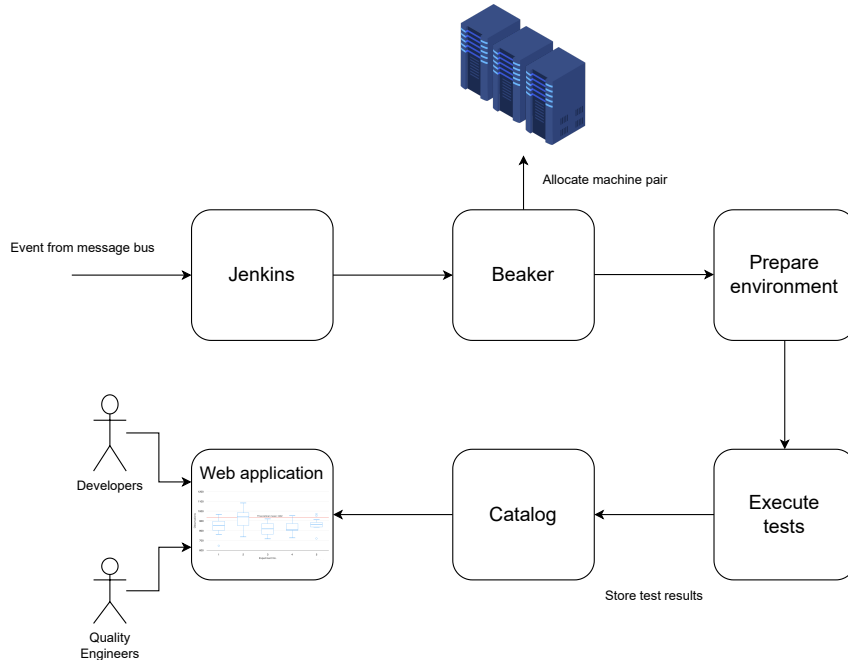 Allocate machine pair
Event from message bus
Jenkins
Beaker
Prepare
environment
Developers
Web application
Catalog
Execute
tests
Quality
Engineers
Store test results